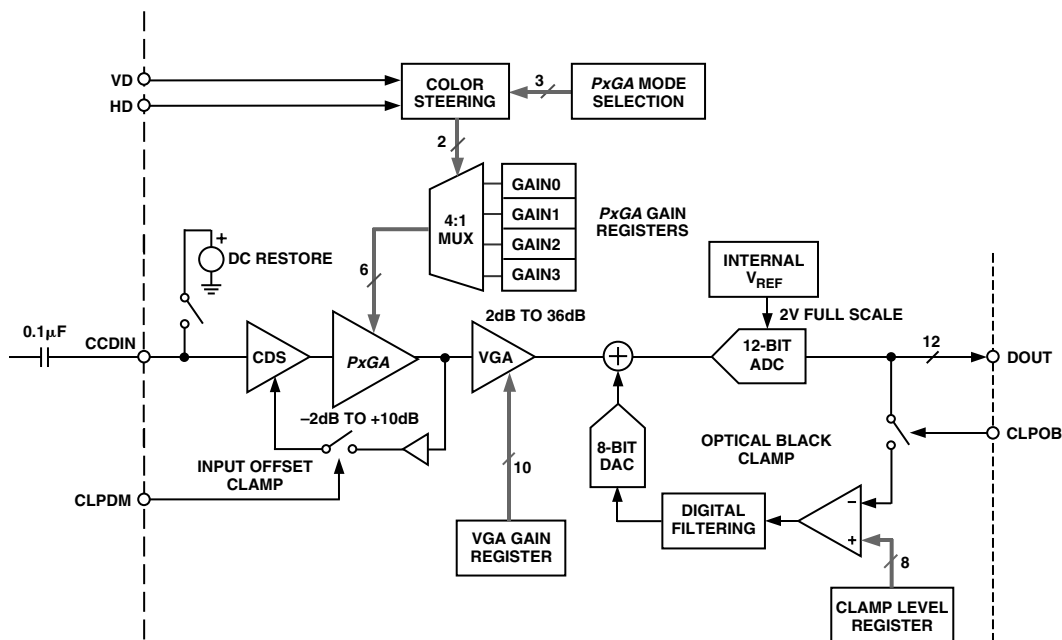 VD
HD
COLOR
STEERING
3
PxGA MODE
SELECTION
2
4:1
MUX
GAIN0
GAIN1
GAIN2
GAIN3
PxGA GAIN
REGISTERS
6
+
DC RESTORE
INTERNAL
VREF
2dB TO 36dB
2V FULL SCALE
0.1µF
CCDIN
CDS
PxGA
VGA
+
12-BIT
ADC
12
DOUT
–2dB TO +10dB
INPUT OFFSET
CLAMP
CLPDM
10
VGA GAIN
REGISTER
8-BIT
DAC
OPTICAL BLACK
CLAMP
CLPOB
DIGITAL
FILTERING
–
+
8
CLAMP LEVEL
REGISTER